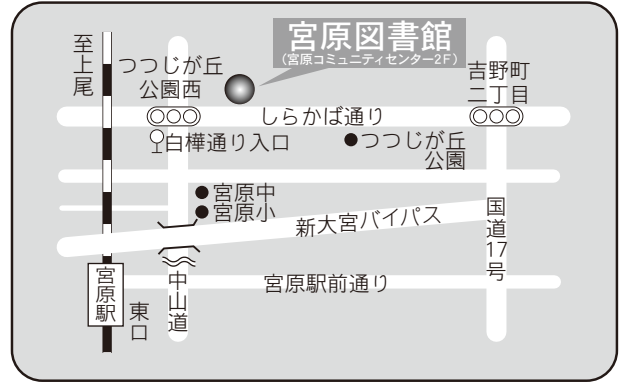 宮原図書館
(宮原コミュニティセンター2F)
至上尾
つつじが丘
公園西
吉野町
二丁目
しらかば通り
白樺通り入口
つつじが丘
公園
宮原中
宮原小
新大宮バイパス
国道17号
宮原駅
東口
中山道
宮原駅前通り